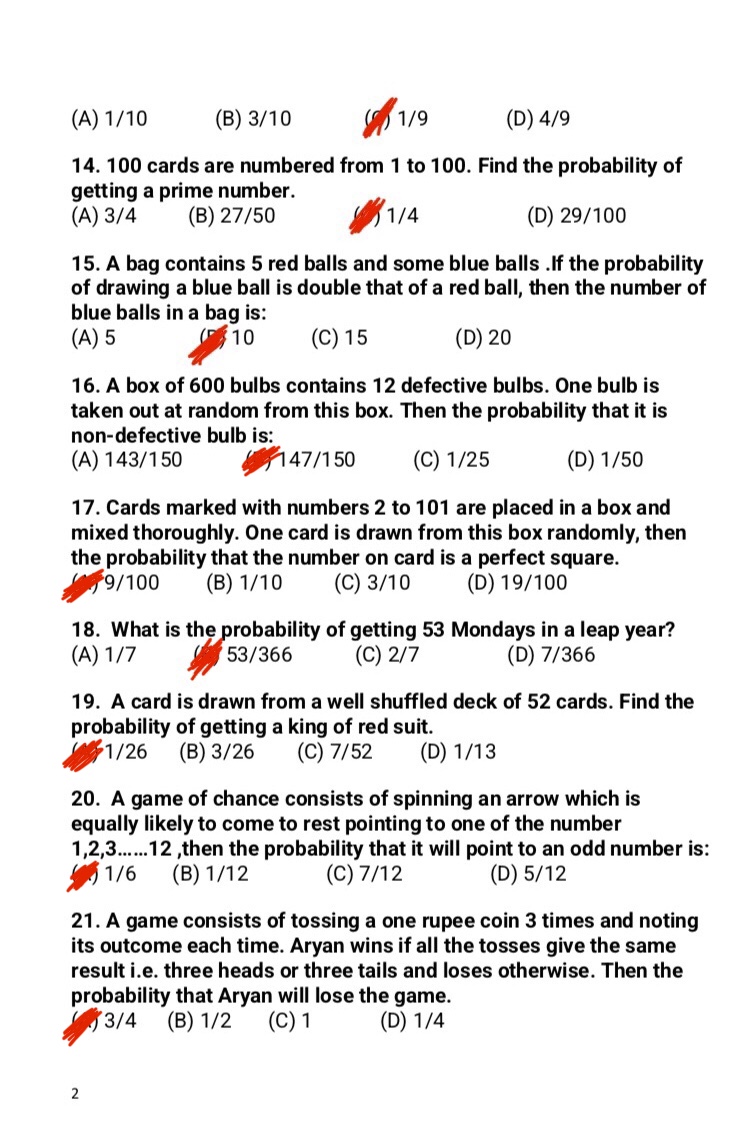 (A) 1/10 (B) 3/10 1/9 (D) 4/9
14. 100 cards are numbered from 1 to 100. Find the probability of
getting a prime number.
(A) 3/4 (B) 27/50 1/4 (D) 29/100
15. A bag contains 5 red balls and some blue balls .If the probability
of drawing a blue ball is double that of a red ball, then the number of
blue balls in a bag is:
(A) 5 10 (C) 15 (D) 20
16. A box of 600 bulbs contains 12 defective bulbs. One bulb is
taken out at random from this box. Then the probability that it is
non-defective bulb is:
(A) 143/150 147/150 (C) 1/25 (D) 1/50
17. Cards marked with numbers 2 to 101 are placed in a box and
mixed thoroughly. One card is drawn from this box randomly, then
the probability that the number on card is a perfect square.
9/100 (B) 1/10 (C) 3/10 (D) 19/100
18. What is the probability of getting 53 Mondays in a leap year?
(A) 1/7 53/366 (C) 2/7 (D) 7/366
19. A card is drawn from a well shuffled deck of 52 cards. Find the
probability of getting a king of red suit.
1/26 (B) 3/26 (C) 7/52 (D) 1/13
20. A game of chance consists of spinning an arrow which is
equally likely to come to rest pointing to one of the number
1,2,3......12 ,then the probability that it will point to an odd number is:
1/6 (B) 1/12 (C) 7/12 (D) 5/12
21. A game consists of tossing a one rupee coin 3 times and noting
its outcome each time. Aryan wins if all the tosses give the same
result i.e. three heads or three tails and loses otherwise. Then the
probability that Aryan will lose the game.
3/4 (B) 1/2 (C) 1 (D) 1/4
2